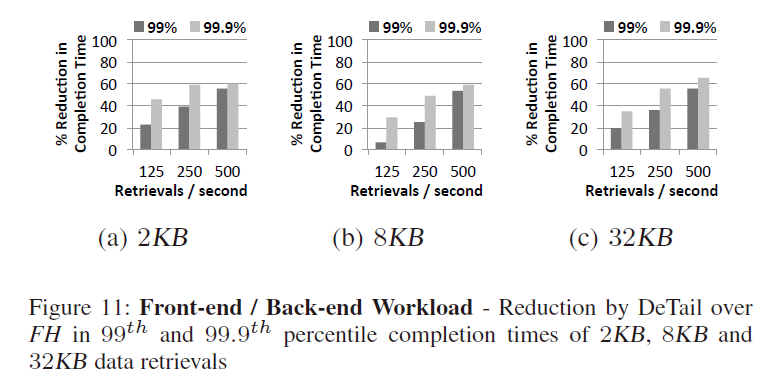 99% 99.9%
% Reduction in
Completion Time
100
80
60
40
20
0
125 250 500
Retrievals / second
(a) 2KB
99% 99.9%
% Reduction in
Completion Time
100
80
60
40
20
0
125 250 500
Retrievals / second
(b) 8KB
99% 99.9%
% Reduction in
Completion Time
100
80
60
40
20
0
125 250 500
Retrievals / second
(c) 32KB
Figure 11: Front-end / Back-end Workload - Reduction by DeTail over
FH in 99th and 99.9th percentile completion times of 2KB, 8KB and
32KB data retrievals